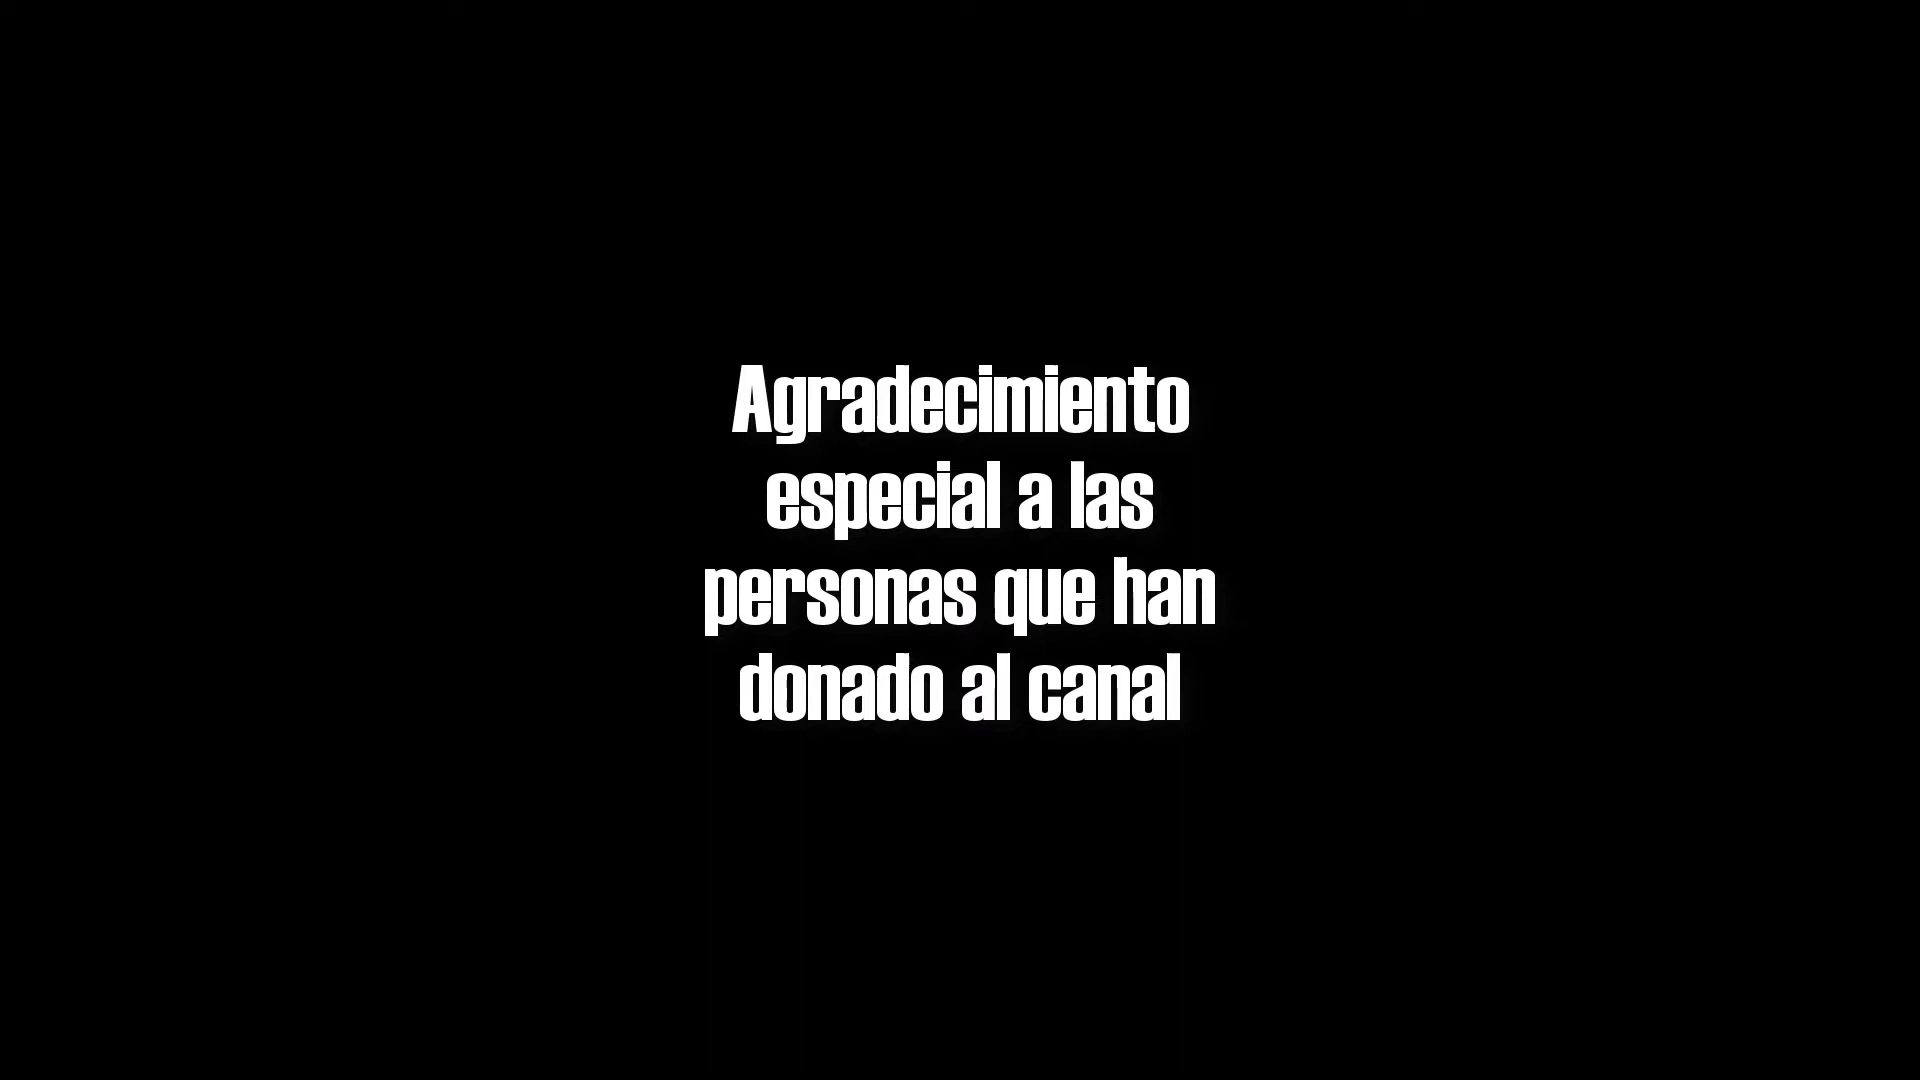 Agradecimiento
especial a las
personas que han
donado al canal